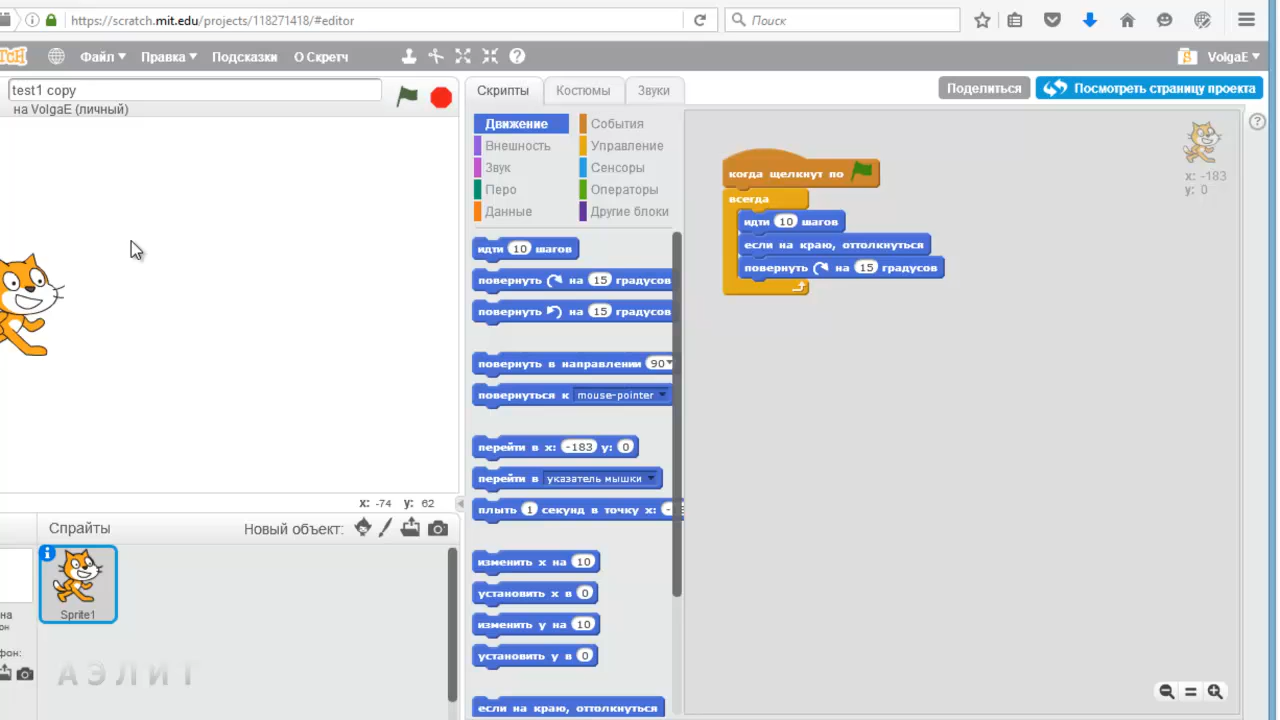 https://scratch.mit.edu/projects/118271418/#editor
Поиск
Файл
Правка
Подсказки
О Скретч
VolgaE
test1 copy
на VolgaE (личный)
Скрипты
Костюмы
Звуки
Поделиться
Посмотреть страницу проекта
Движение
События
Внешность
Управление
Звук
Сенсоры
Перо
Операторы
Данные
Другие блоки
идти 10 шагов
повернуть на 15 градусов
повернуть на 15 градусов
повернуть в направлении 90
повернуться к mouse-pointer
перейти в x: -183 y: 0
перейти в указатель мышки
плыть 1 секунд в точку x:
изменить х на 10
установить х в 0
изменить у на 10
установить у в 0
если на краю, оттолкнуться
когда щелкнут по
всегда
идти 10 шагов
если на краю, оттолкнуться
повернуть на 15 градусов
x: -183
y: 0
x: -74 y: 62
Спрайты
Новый объект:
Sprite1
АЭЛИТ